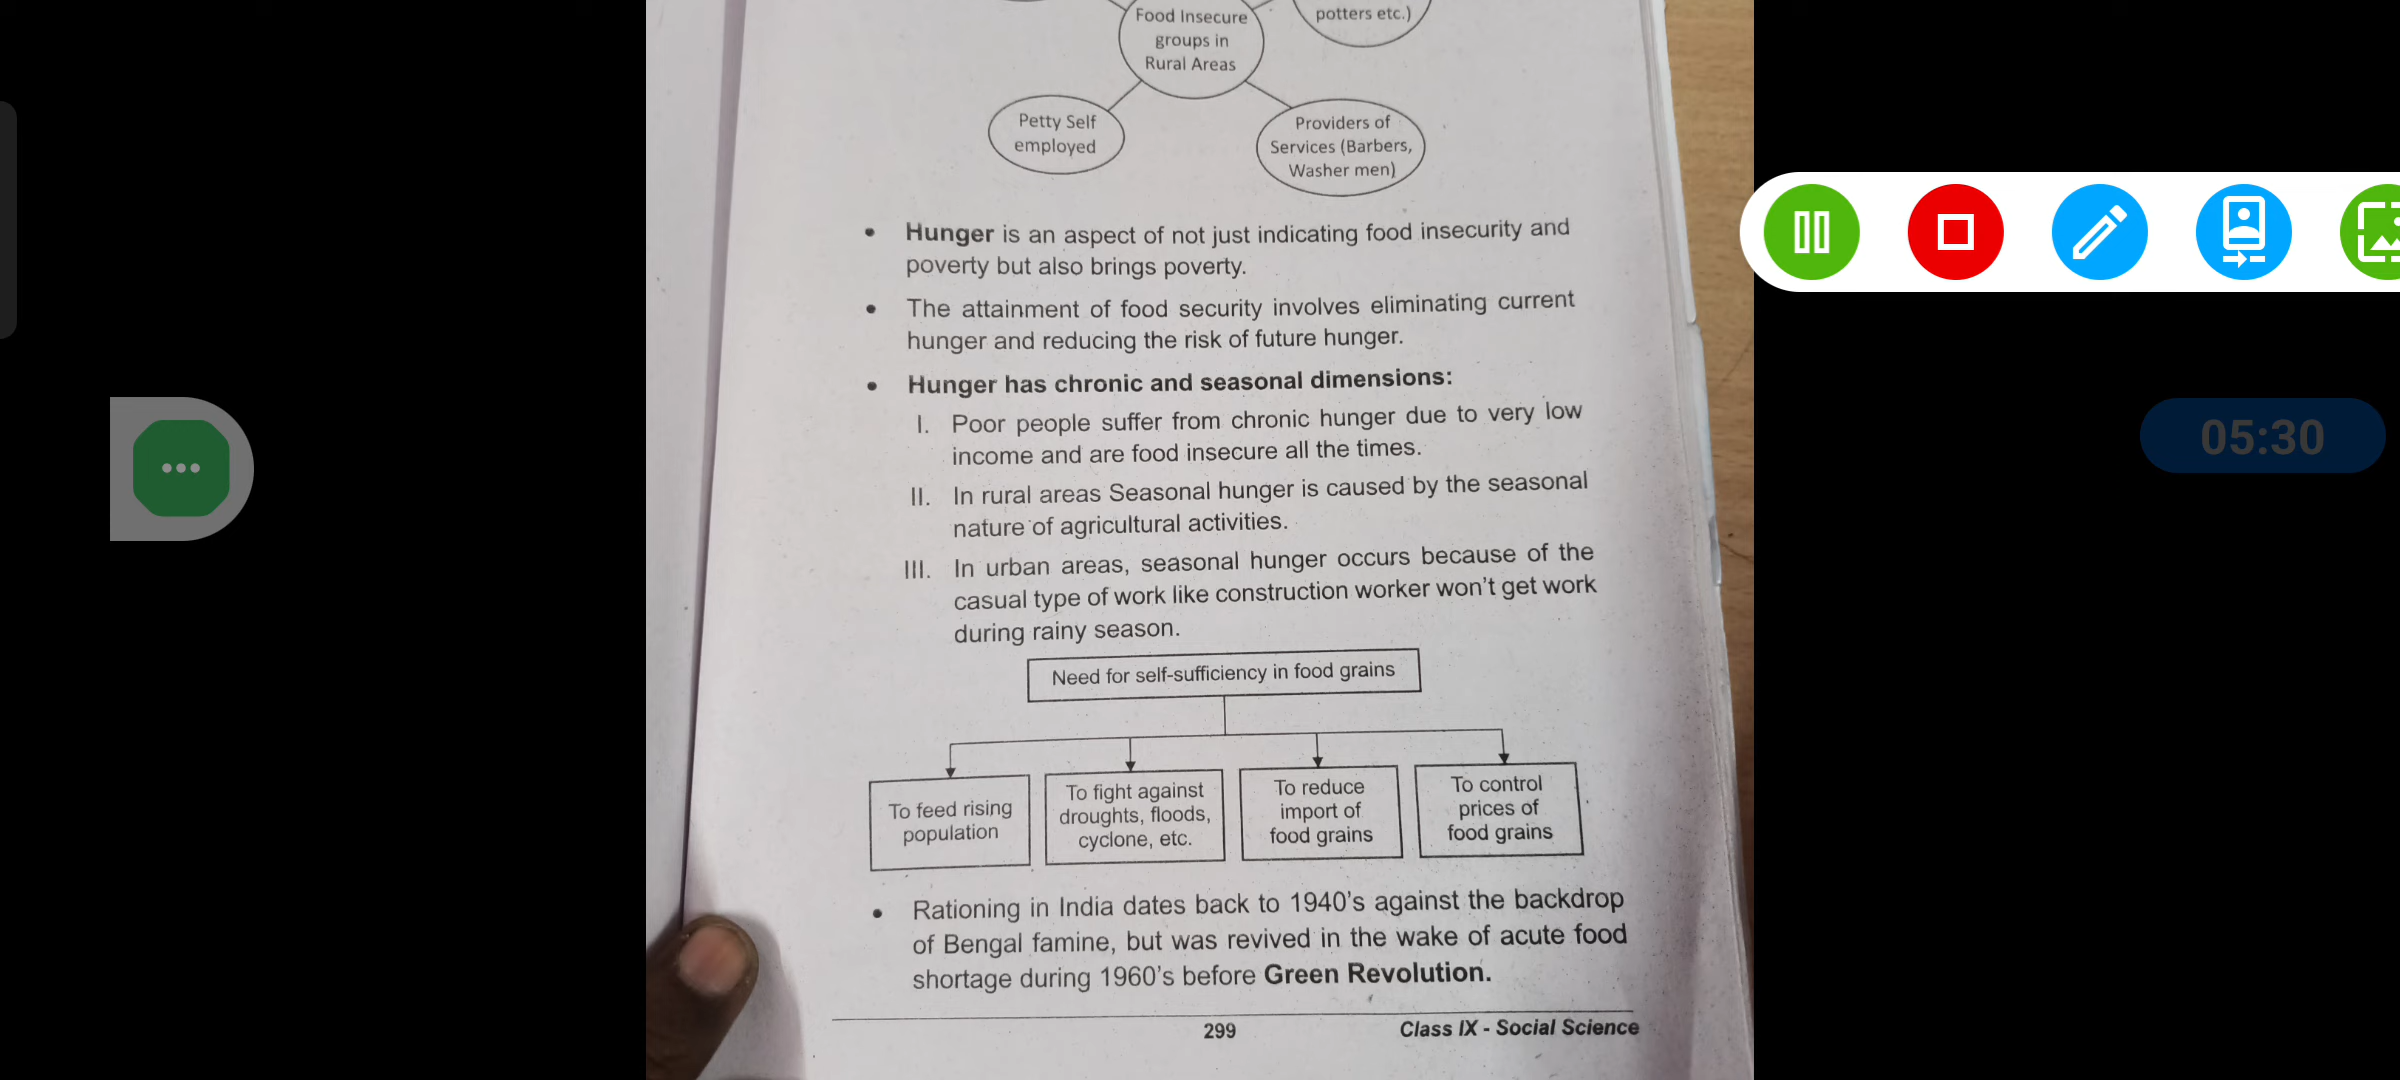 Food Insecure
groups in
Rural Areas
potters etc.)
Petty Self
employed
Providers of
Services (Barbers,
Washer men)
• Hunger is an aspect of not just indicating food insecurity and
poverty but also brings poverty.
• The attainment of food security involves eliminating current
hunger and reducing the risk of future hunger.
• Hunger has chronic and seasonal dimensions:
I. Poor people suffer from chronic hunger due to very low
income and are food insecure all the times.
II. In rural areas Seasonal hunger is caused by the seasonal
nature of agricultural activities.
III. In urban areas, seasonal hunger occurs because of the
casual type of work like construction worker won't get work
during rainy season.
Need for self-sufficiency in food grains
To feed rising
population
To fight against
droughts, floods,
cyclone, etc.
To reduce
import of
food grains
To control
prices of
food grains
• Rationing in India dates back to 1940's against the backdrop
of Bengal famine, but was revived in the wake of acute food
shortage during 1960's before Green Revolution.
299
Class IX - Social Science
05:30